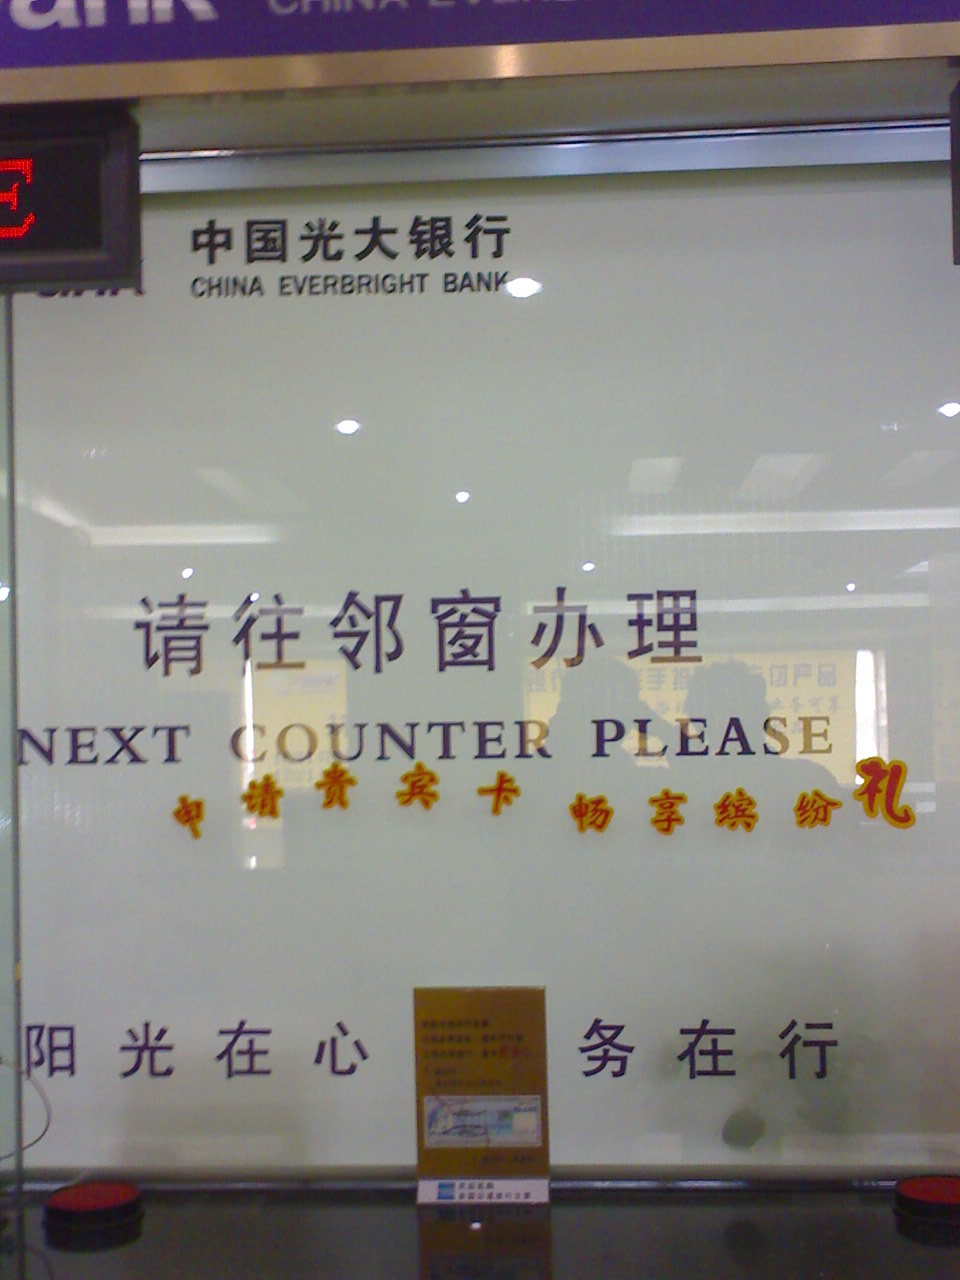 CHINA
中国光大银行
CHINA EVERBRIGHT BANK
请往邻窗办理
NEXT COUNTER PLEASE
申请贵宾卡 畅享缤纷礼
阳光在心 务在行